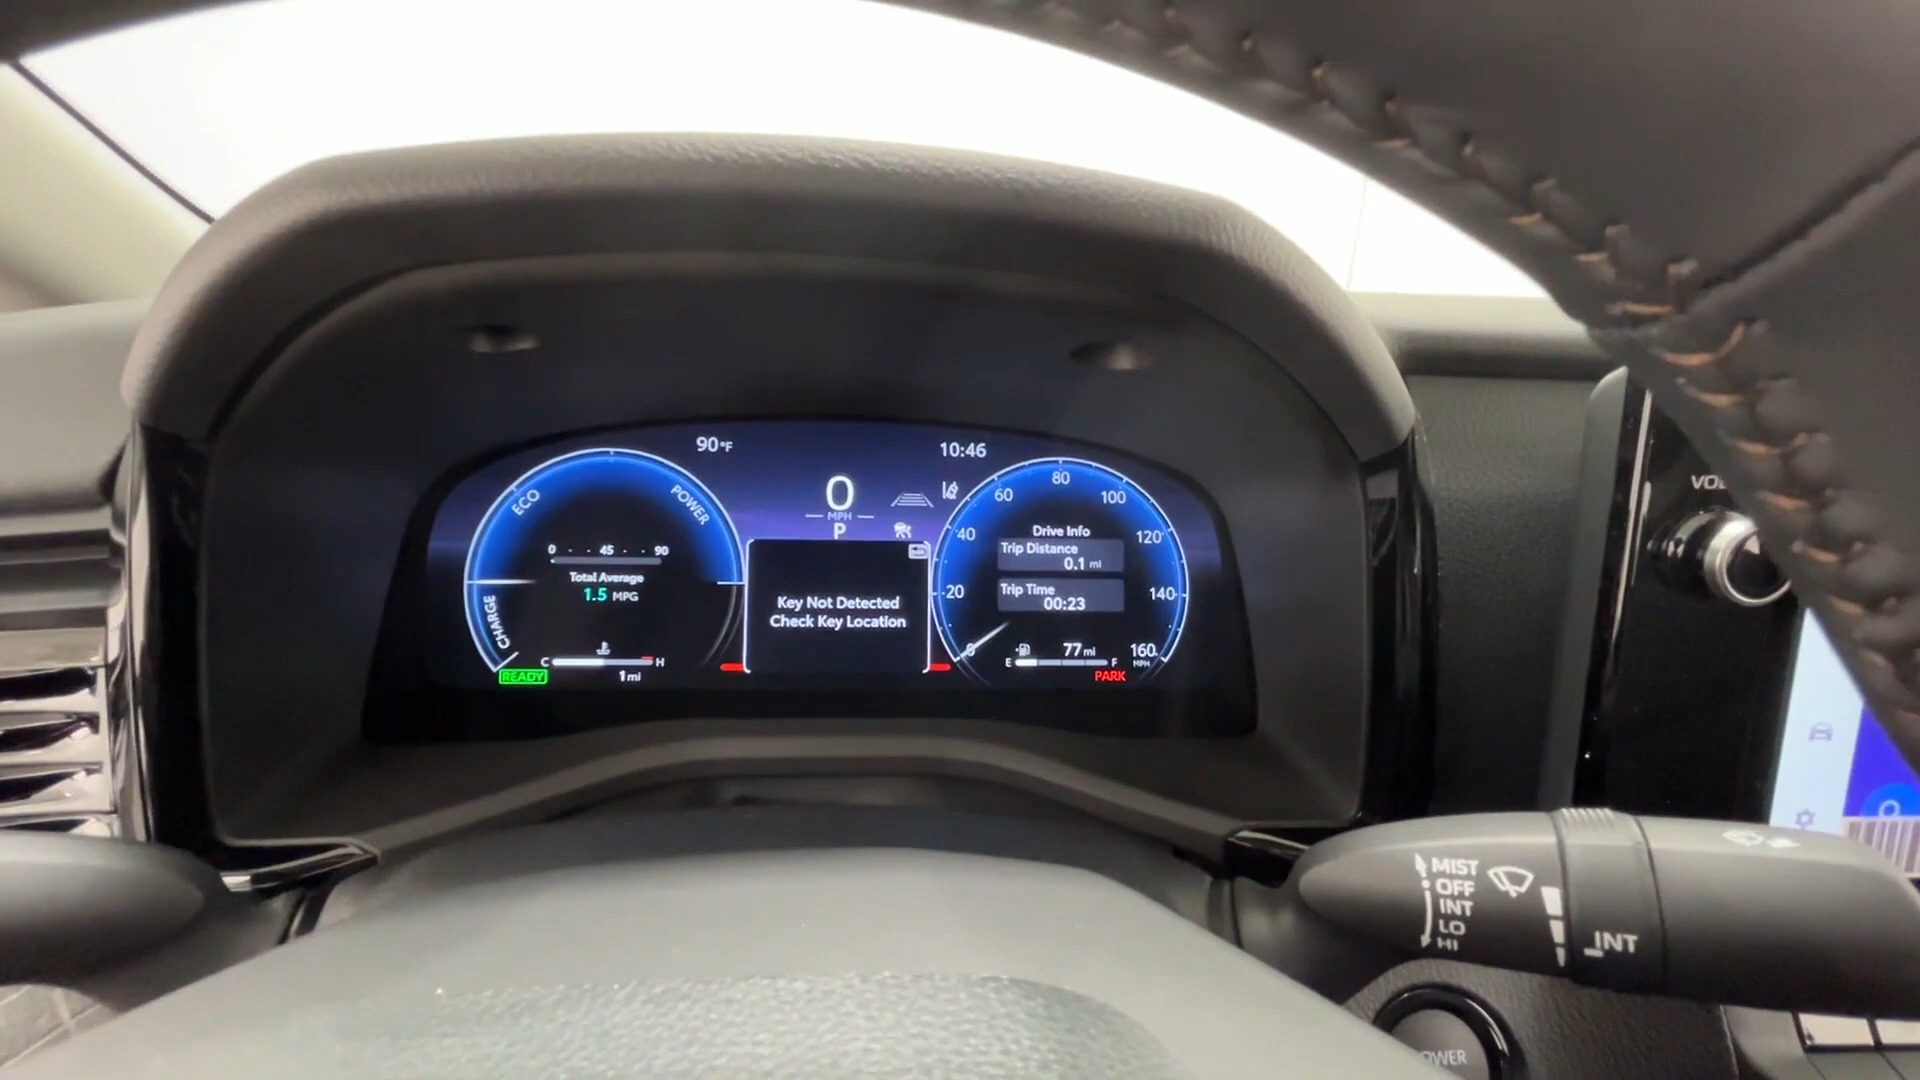 90°F
10:46
ECO
POWER
CHARGE
0 45 90
Total Average
1.5 MPG
C H
READY
1 mi
0
MPH
P
Key Not Detected
Check Key Location
0
20
40
60
80
100
120
140
160
MPH
Drive Info
Trip Distance
0.1 mi
Trip Time
00:23
77 mi
E F
PARK
MIST
OFF
INT
LO
HI
INT